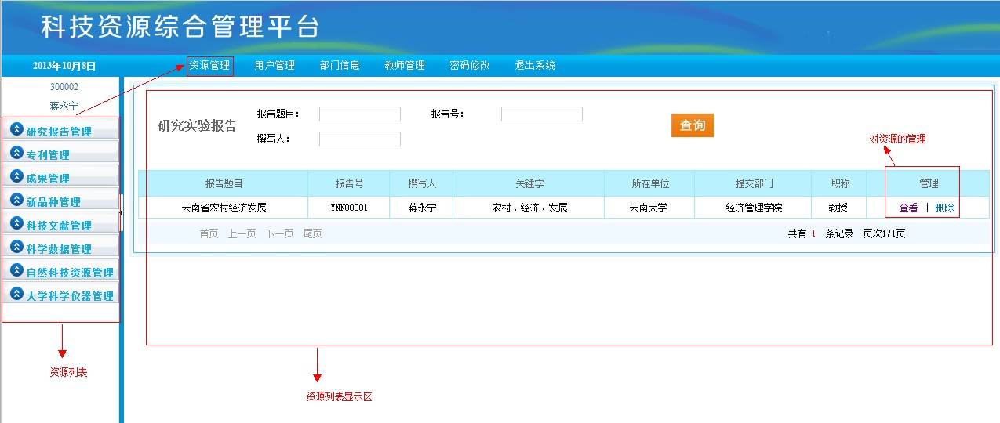 科技资源综合管理平台
2013年10月8日 资源管理 用户管理 部门信息 教师管理 密码修改 退出系统
300002
蒋永宁
研究报告管理
专利管理
成果管理
新品种管理
科技文献管理
科学数据管理
自然科技资源管理
大学科学仪器管理
资源列表
研究实验报告
报告题目： 报告号：
撰写人：
查询
对资源的管理
报告题目 报告号 撰写人 关键字 所在单位 提交部门 职称 管理
云南省农村经济发展 YNN00001 蒋永宁 农村、经济、发展 云南大学 经济管理学院 教授 查看 | 删除
首页 上一页 下一页 尾页 共有 1 条记录 页次1/1页
资源列表显示区